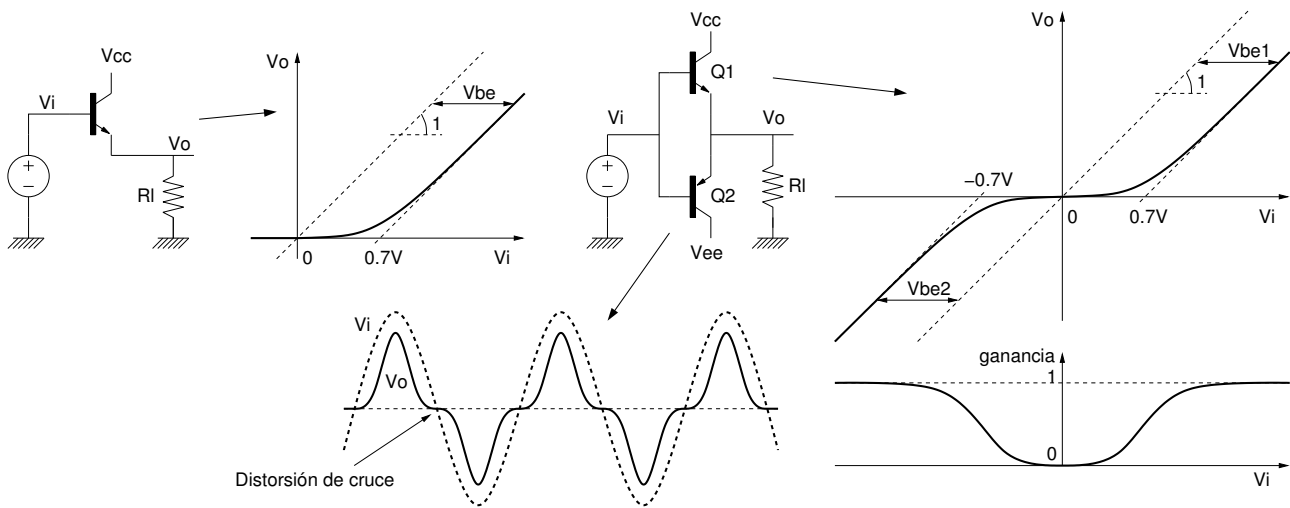 Vcc
Vi
Vo
Rl
+
−
Vo
Vbe
1
0
0.7V
Vi
Vcc
Q1
Vi
Vo
+
−
Q2
Rl
Vee
Vo
Vbe1
1
−0.7V
0
0.7V
Vi
Vbe2
Vi
Vo
Distorsión de cruce
ganancia
1
0
Vi